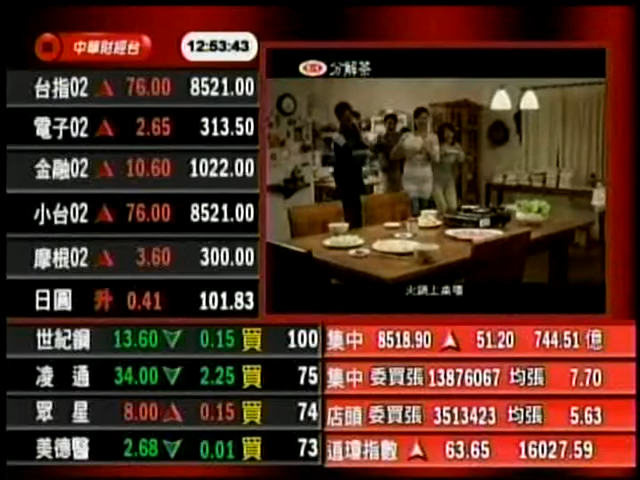 中華財經台 12:53:43
台指02 ▲ 76.00 8521.00
電子02 ▲ 2.65 313.50
金融02 ▲ 10.60 1022.00
小台02 ▲ 76.00 8521.00
摩根02 ▲ 3.60 300.00
日圓 升 0.41 101.83
分解茶
火鍋上桌嘍
世紀鋼 13.60 ▽ 0.15 買 100
凌通 34.00 ▽ 2.25 買 75
眾星 8.00 △ 0.15 買 74
美德醫 2.68 ▽ 0.01 買 73
集中 8518.90 ▲ 51.20 744.51億
集中 委買張 13876067 均張 7.70
店頭 委買張 3513423 均張 5.63
道瓊指數 ▲ 63.65 16027.59